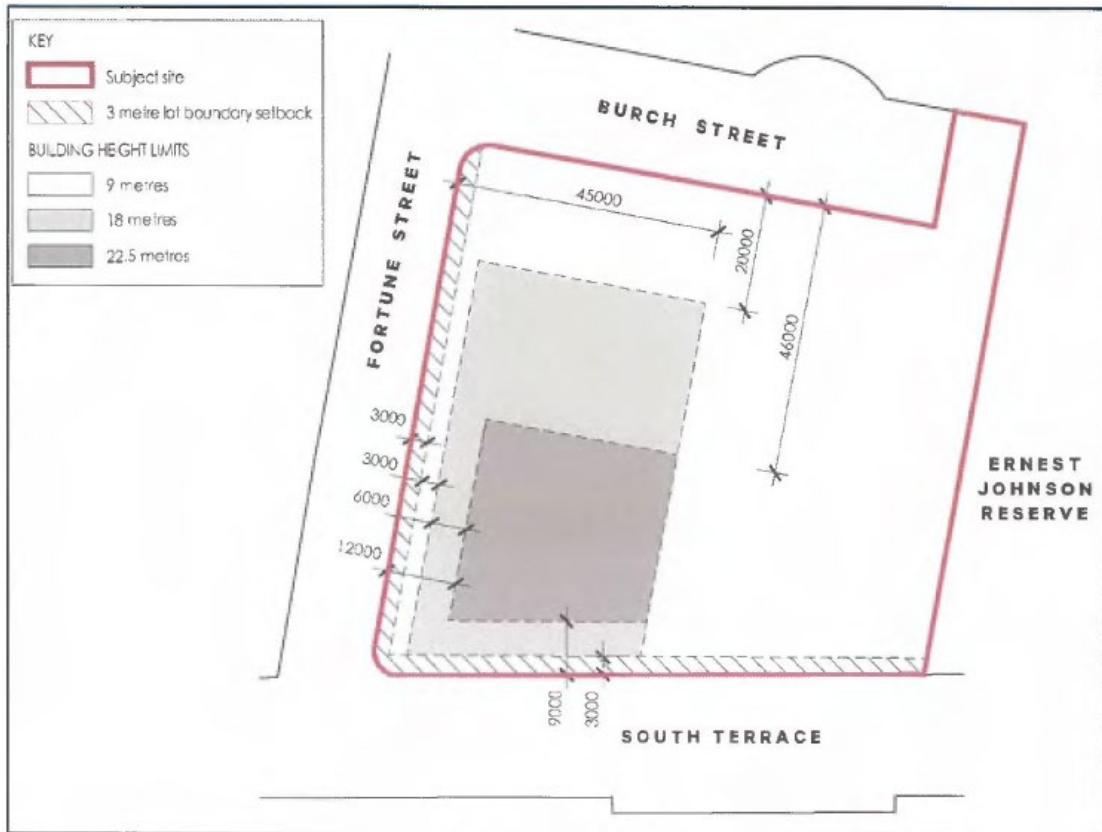 KEY
Subject site
3 metre lot boundary setback
BUILDING HEIGHT LIMITS
9 metres
18 metres
22.5 metres
BURCH STREET
FORTUNE STREET
45000
20000
46000
3000
3000
6000
12000
ERNEST
JOHNSON
RESERVE
9000
3000
SOUTH TERRACE